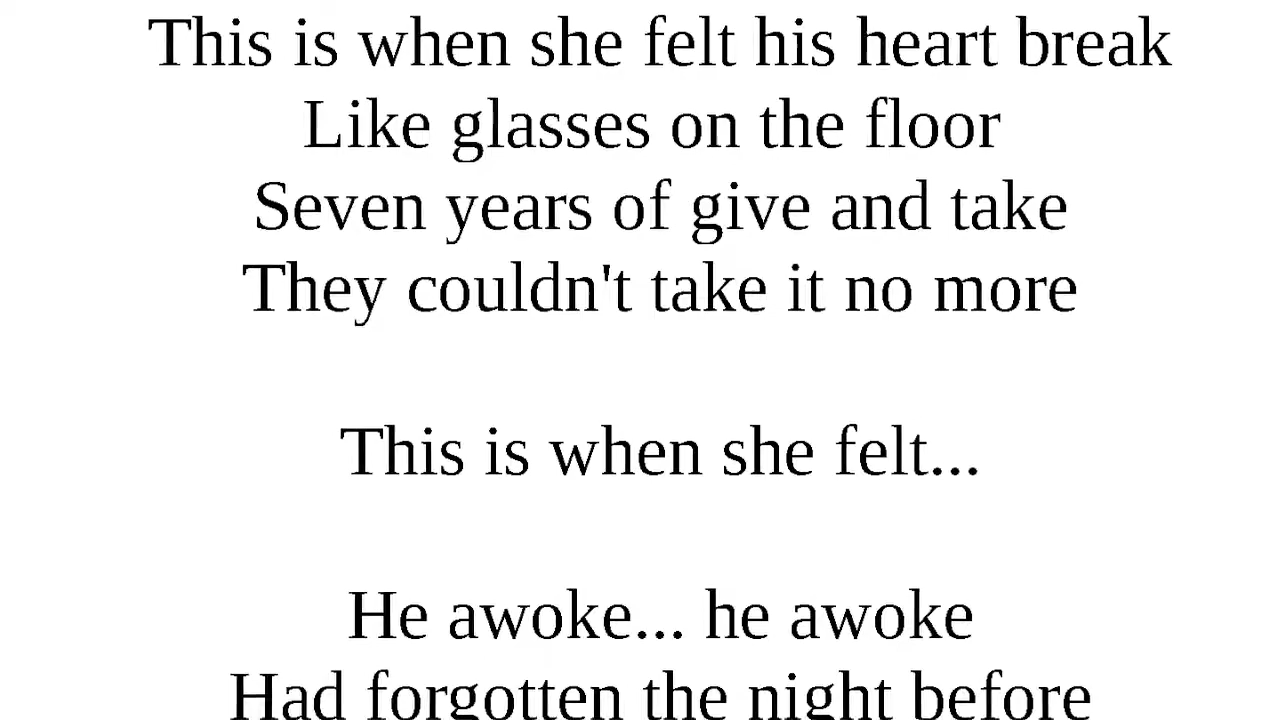 This is when she felt his heart break
Like glasses on the floor
Seven years of give and take
They couldn't take it no more
This is when she felt...
He awoke... he awoke
Had forgotten the night before